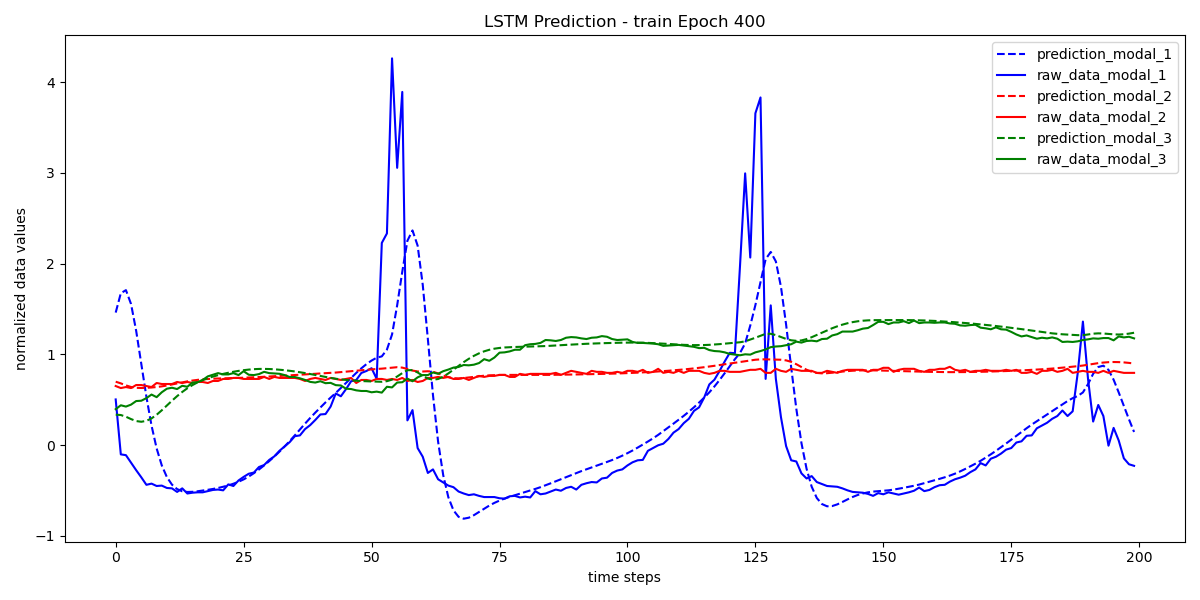 LSTM Prediction - train Epoch 400
prediction_modal_1
raw_data_modal_1
prediction_modal_2
raw_data_modal_2
prediction_modal_3
raw_data_modal_3
normalized data values
4
3
2
1
0
−1
0 25 50 75 100 125 150 175 200
time steps